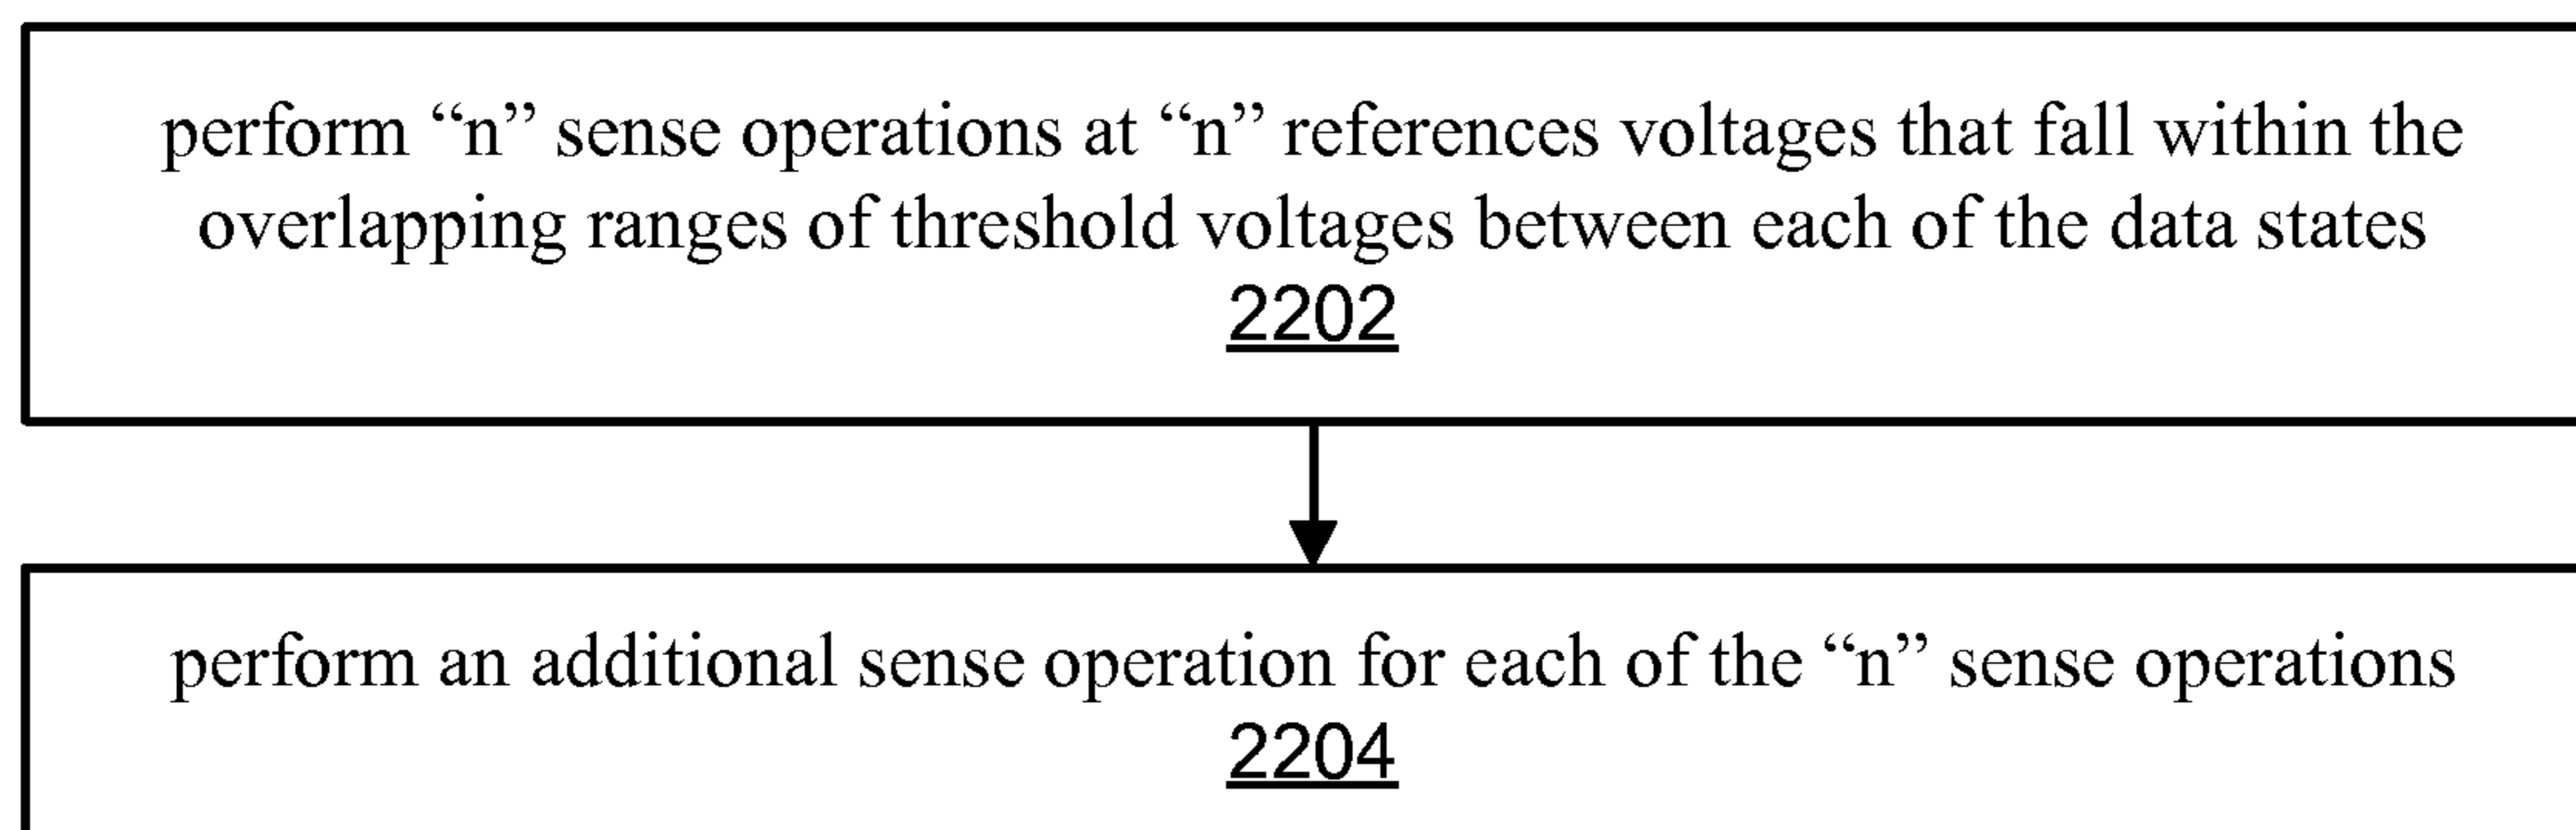 perform “n” sense operations at “n” references voltages that fall within the
overlapping ranges of threshold voltages between each of the data states
2202
perform an additional sense operation for each of the “n” sense operations
2204